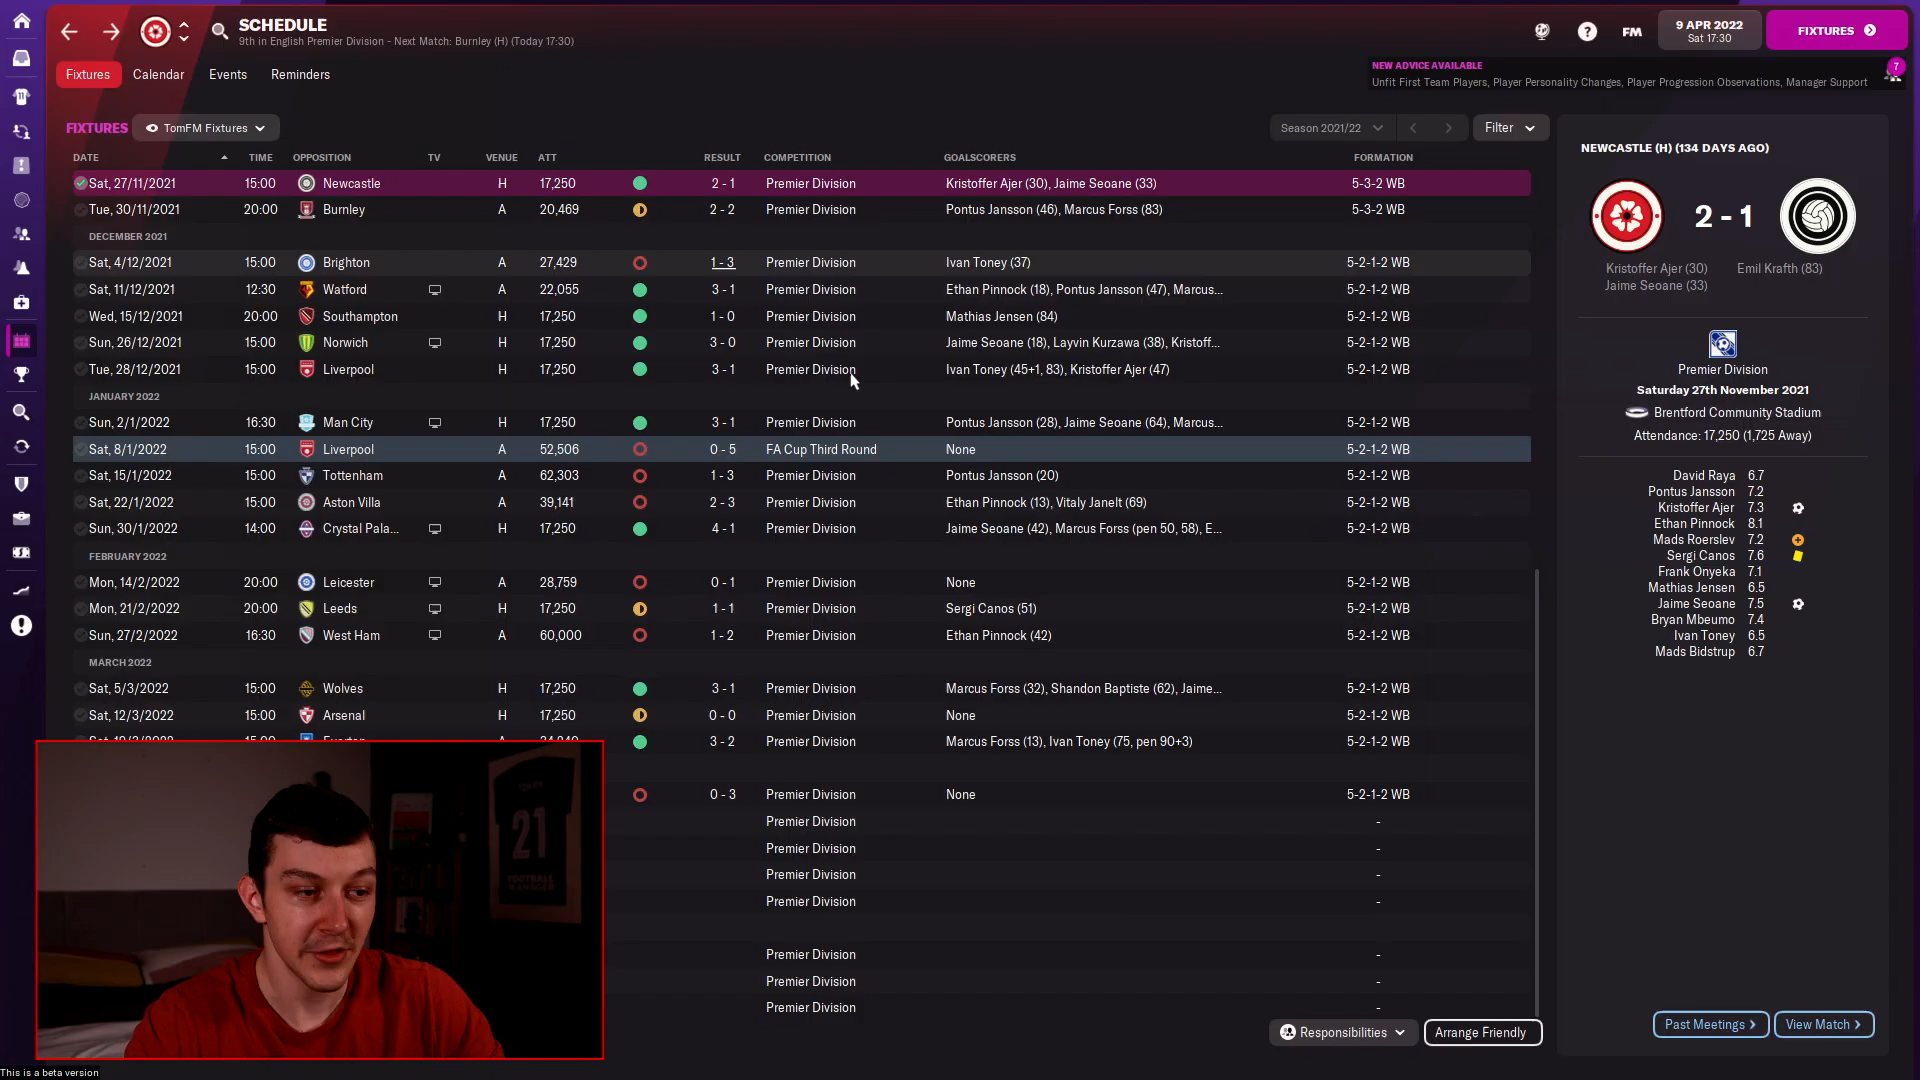 SCHEDULE
9th in English Premier Division - Next Match: Burnley (H) (Today 17:30)
FM
9 APR 2022
Sat 17:30
FIXTURES
Fixtures
Calendar
Events
Reminders
NEW ADVICE AVAILABLE
7
Unfit First Team Players, Player Personality Changes, Player Progression Observations, Manager Support
FIXTURES
TomFM Fixtures
Season 2021/22
Filter
DATE TIME OPPOSITION TV VENUE ATT RESULT COMPETITION GOALSCORERS FORMATION
Sat, 27/11/2021 15:00 Newcastle H 17,250 2 - 1 Premier Division Kristoffer Ajer (30), Jaime Seoane (33) 5-3-2 WB
Tue, 30/11/2021 20:00 Burnley A 20,469 2 - 2 Premier Division Pontus Jansson (46), Marcus Forss (83) 5-3-2 WB
DECEMBER 2021
Sat, 4/12/2021 15:00 Brighton A 27,429 1 - 3 Premier Division Ivan Toney (37) 5-2-1-2 WB
Sat, 11/12/2021 12:30 Watford A 22,055 3 - 1 Premier Division Ethan Pinnock (18), Pontus Jansson (47), Marcus... 5-2-1-2 WB
Wed, 15/12/2021 20:00 Southampton H 17,250 1 - 0 Premier Division Mathias Jensen (84) 5-2-1-2 WB
Sun, 26/12/2021 15:00 Norwich H 17,250 3 - 0 Premier Division Jaime Seoane (18), Layvin Kurzawa (38), Kristoff... 5-2-1-2 WB
Tue, 28/12/2021 15:00 Liverpool H 17,250 3 - 1 Premier Division Ivan Toney (45+1, 83), Kristoffer Ajer (47) 5-2-1-2 WB
JANUARY 2022
Sun, 2/1/2022 16:30 Man City H 17,250 3 - 1 Premier Division Pontus Jansson (28), Jaime Seoane (64), Marcus... 5-2-1-2 WB
Sat, 8/1/2022 15:00 Liverpool A 52,506 0 - 5 FA Cup Third Round None 5-2-1-2 WB
Sat, 15/1/2022 15:00 Tottenham A 62,303 1 - 3 Premier Division Pontus Jansson (20) 5-2-1-2 WB
Sat, 22/1/2022 15:00 Aston Villa A 39,141 2 - 3 Premier Division Ethan Pinnock (13), Vitaly Janelt (69) 5-2-1-2 WB
Sun, 30/1/2022 14:00 Crystal Pala... H 17,250 4 - 1 Premier Division Jaime Seoane (42), Marcus Forss (pen 50, 58), E... 5-2-1-2 WB
FEBRUARY 2022
Mon, 14/2/2022 20:00 Leicester A 28,759 0 - 1 Premier Division None 5-2-1-2 WB
Mon, 21/2/2022 20:00 Leeds H 17,250 1 - 1 Premier Division Sergi Canos (51) 5-2-1-2 WB
Sun, 27/2/2022 16:30 West Ham A 60,000 1 - 2 Premier Division Ethan Pinnock (42) 5-2-1-2 WB
MARCH 2022
Sat, 5/3/2022 15:00 Wolves H 17,250 3 - 1 Premier Division Marcus Forss (32), Shandon Baptiste (62), Jaime... 5-2-1-2 WB
Sat, 12/3/2022 15:00 Arsenal H 17,250 0 - 0 Premier Division None 5-2-1-2 WB
3 - 2 Premier Division Marcus Forss (13), Ivan Toney (75, pen 90+3) 5-2-1-2 WB
0 - 3 Premier Division None 5-2-1-2 WB
Premier Division -
Premier Division -
Premier Division -
Premier Division -
Premier Division -
Premier Division -
Premier Division
Responsibilities
Arrange Friendly
NEWCASTLE (H) (134 DAYS AGO)
2 - 1
Kristoffer Ajer (30) Emil Krafth (83)
Jaime Seoane (33)
Premier Division
Saturday 27th November 2021
Brentford Community Stadium
Attendance: 17,250 (1,725 Away)
David Raya 6.7
Pontus Jansson 7.2
Kristoffer Ajer 7.3
Ethan Pinnock 8.1
Mads Roerslev 7.2
Sergi Canos 7.6
Frank Onyeka 7.1
Mathias Jensen 6.5
Jaime Seoane 7.5
Bryan Mbeumo 7.4
Ivan Toney 6.5
Mads Bidstrup 6.7
Past Meetings
View Match
21
FOOTBALL
MANAGER
This is a beta version